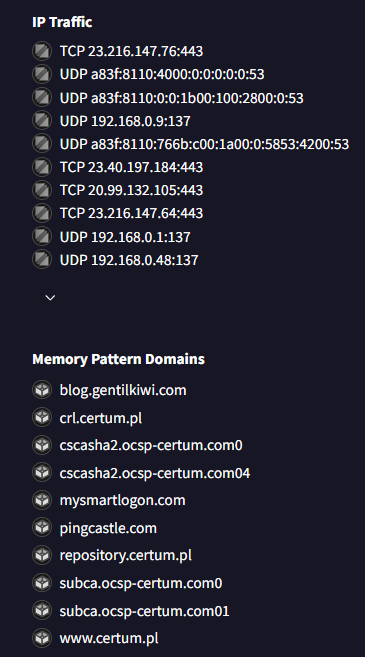 IP Traffic
TCP 23.216.147.76:443
UDP a83f:8110:4000:0:0:0:0:0:53
UDP a83f:8110:0:0:1b00:100:2800:0:53
UDP 192.168.0.9:137
UDP a83f:8110:766b:c00:1a00:0:5853:4200:53
TCP 23.40.197.184:443
TCP 20.99.132.105:443
TCP 23.216.147.64:443
UDP 192.168.0.1:137
UDP 192.168.0.48:137
Memory Pattern Domains
blog.gentilkiwi.com
crl.certum.pl
cscasha2.ocsp-certum.com0
cscasha2.ocsp-certum.com04
mysmartlogon.com
pingcastle.com
repository.certum.pl
subca.ocsp-certum.com0
subca.ocsp-certum.com01
www.certum.pl